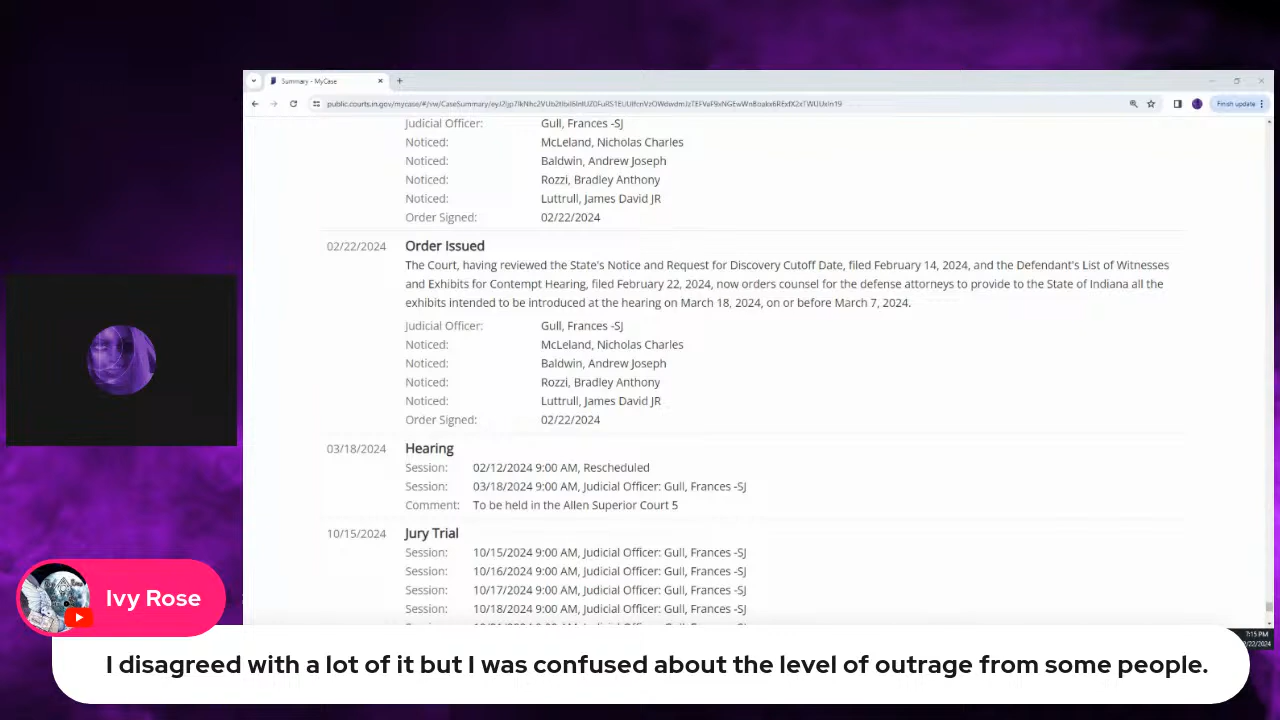 Summary - MyCase
Judicial Officer: Gull, Frances -SJ
Noticed: McLeland, Nicholas Charles
Noticed: Baldwin, Andrew Joseph
Noticed: Rozzi, Bradley Anthony
Noticed: Luttrull, James David JR
Order Signed: 02/22/2024
02/22/2024 Order Issued
The Court, having reviewed the State's Notice and Request for Discovery Cutoff Date, filed February 14, 2024, and the Defendant's List of Witnesses
and Exhibits for Contempt Hearing, filed February 22, 2024, now orders counsel for the defense attorneys to provide to the State of Indiana all the
exhibits intended to be introduced at the hearing on March 18, 2024, on or before March 7, 2024.
Judicial Officer: Gull, Frances -SJ
Noticed: McLeland, Nicholas Charles
Noticed: Baldwin, Andrew Joseph
Noticed: Rozzi, Bradley Anthony
Noticed: Luttrull, James David JR
Order Signed: 02/22/2024
03/18/2024 Hearing
Session: 02/12/2024 9:00 AM, Rescheduled
Session: 03/18/2024 9:00 AM, Judicial Officer: Gull, Frances -SJ
Comment: To be held in the Allen Superior Court 5
10/15/2024 Jury Trial
Session: 10/15/2024 9:00 AM, Judicial Officer: Gull, Frances -SJ
Session: 10/16/2024 9:00 AM, Judicial Officer: Gull, Frances -SJ
Session: 10/17/2024 9:00 AM, Judicial Officer: Gull, Frances -SJ
Session: 10/18/2024 9:00 AM, Judicial Officer: Gull, Frances -SJ
Finish update
7:15 PM
Ivy Rose
I disagreed with a lot of it but I was confused about the level of outrage from some people.